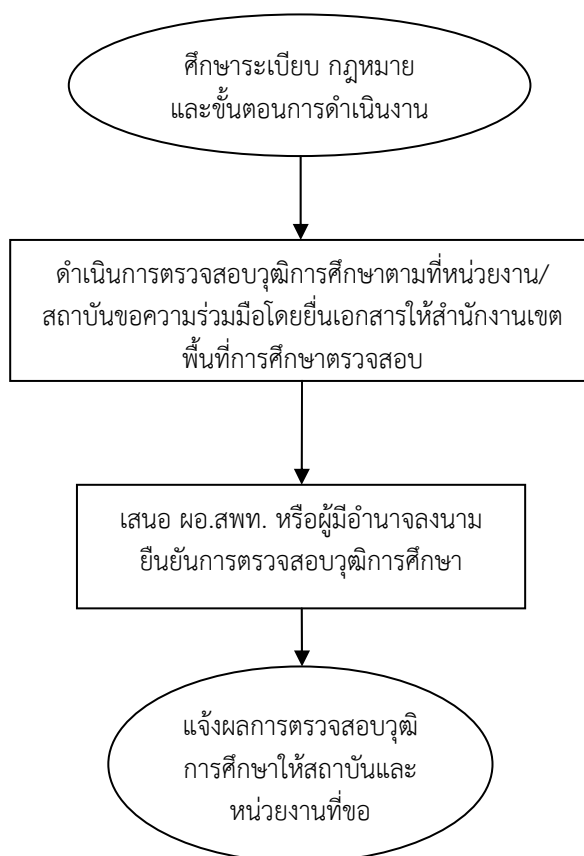 ศึกษาระเบียบ กฎหมาย
และขั้นตอนการดำเนินงาน
ดำเนินการตรวจสอบวุฒิการศึกษาตามที่หน่วยงาน/
สถาบันขอความร่วมมือโดยยื่นเอกสารให้สำนักงานเขต
พื้นที่การศึกษาตรวจสอบ
เสนอ ผอ.สพท. หรือผู้มีอำนาจลงนาม
ยืนยันการตรวจสอบวุฒิการศึกษา
แจ้งผลการตรวจสอบวุฒิ
การศึกษาให้สถาบันและ
หน่วยงานที่ขอ